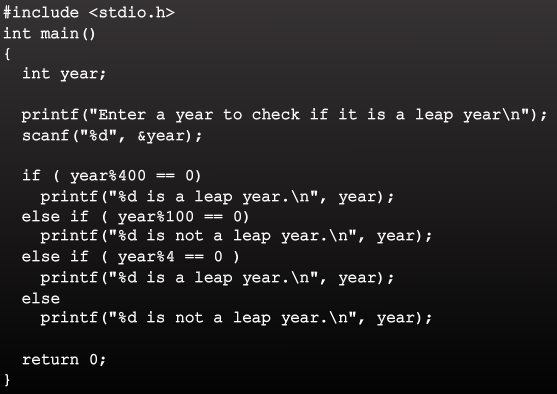 #include <stdio.h>
int main()
{
  int year;

  printf("Enter a year to check if it is a leap year\n");
  scanf("%d", &year);

  if ( year%400 == 0)
    printf("%d is a leap year.\n", year);
  else if ( year%100 == 0)
    printf("%d is not a leap year.\n", year);
  else if ( year%4 == 0 )
    printf("%d is a leap year.\n", year);
  else
    printf("%d is not a leap year.\n", year);

  return 0;
}